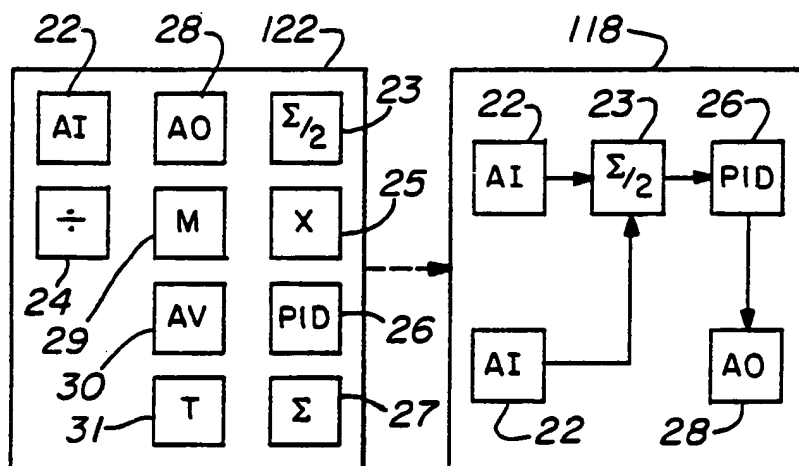 22 28 122 118
AI AO Σ/2 23
÷ M X 25
24
29
AV PID 26
30
T Σ 27
31
22 23 26
AI Σ/2 PID
AI AO
22 28